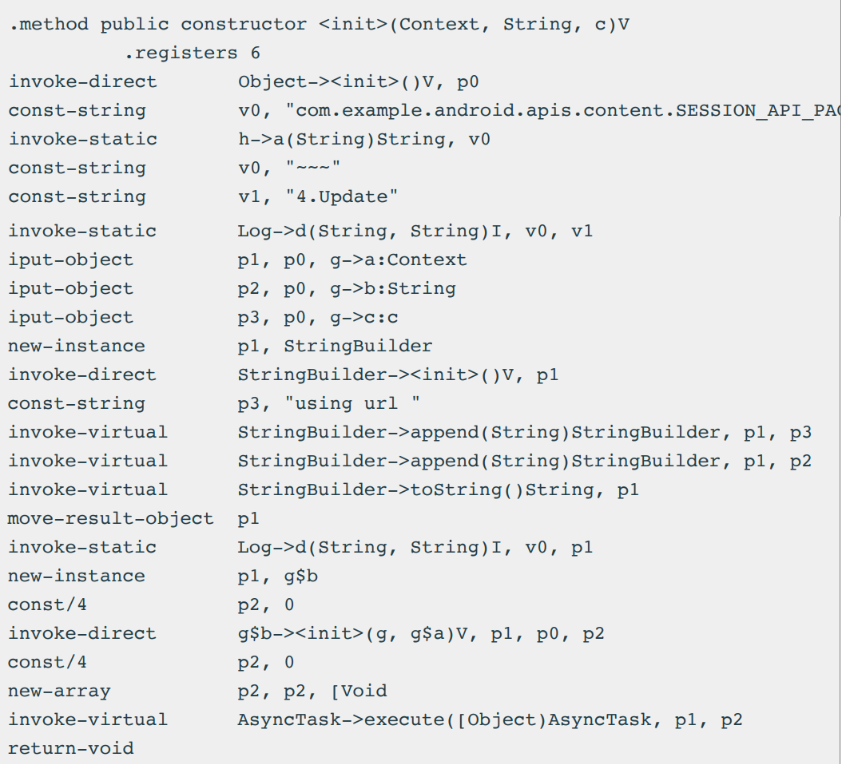 .method public constructor <init>(Context, String, c)V
.registers 6
invoke-direct Object-><init>()V, p0
const-string v0, "com.example.android.apis.content.SESSION_API_PAC
invoke-static h->a(String)String, v0
const-string v0, "~~~"
const-string v1, "4.Update"
invoke-static Log->d(String, String)I, v0, v1
iput-object p1, p0, g->a:Context
iput-object p2, p0, g->b:String
iput-object p3, p0, g->c:c
new-instance p1, StringBuilder
invoke-direct StringBuilder-><init>()V, p1
const-string p3, "using url "
invoke-virtual StringBuilder->append(String)StringBuilder, p1, p3
invoke-virtual StringBuilder->append(String)StringBuilder, p1, p2
invoke-virtual StringBuilder->toString()String, p1
move-result-object p1
invoke-static Log->d(String, String)I, v0, p1
new-instance p1, g$b
const/4 p2, 0
invoke-direct g$b-><init>(g, g$a)V, p1, p0, p2
const/4 p2, 0
new-array p2, p2, [Void
invoke-virtual AsyncTask->execute([Object)AsyncTask, p1, p2
return-void